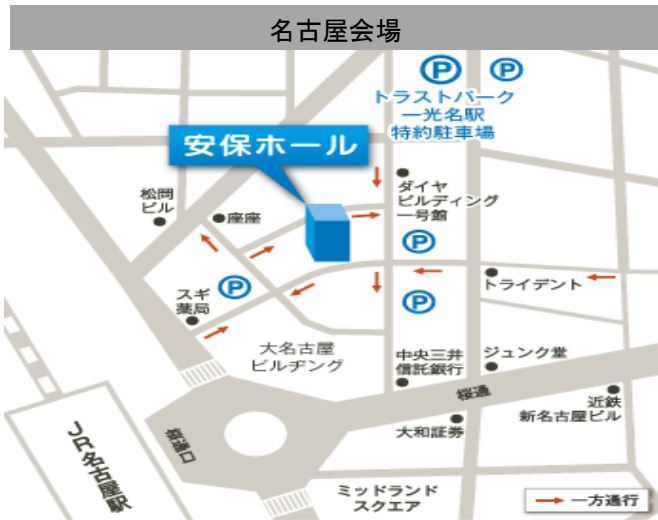 名古屋会場
P
P
トラストパーク
一光名駅
特約駐車場
安保ホール
ダイヤ
ビルディング
一号館
松岡
ビル
座座
P
トライデント
P
スギ
薬局
P
大名古屋
ビルヂング
中央三井
信託銀行
ジュンク堂
桜通
近鉄
新名古屋ビル
大和証券
桜通口
JR名古屋駅
ミッドランド
スクエア
一方通行